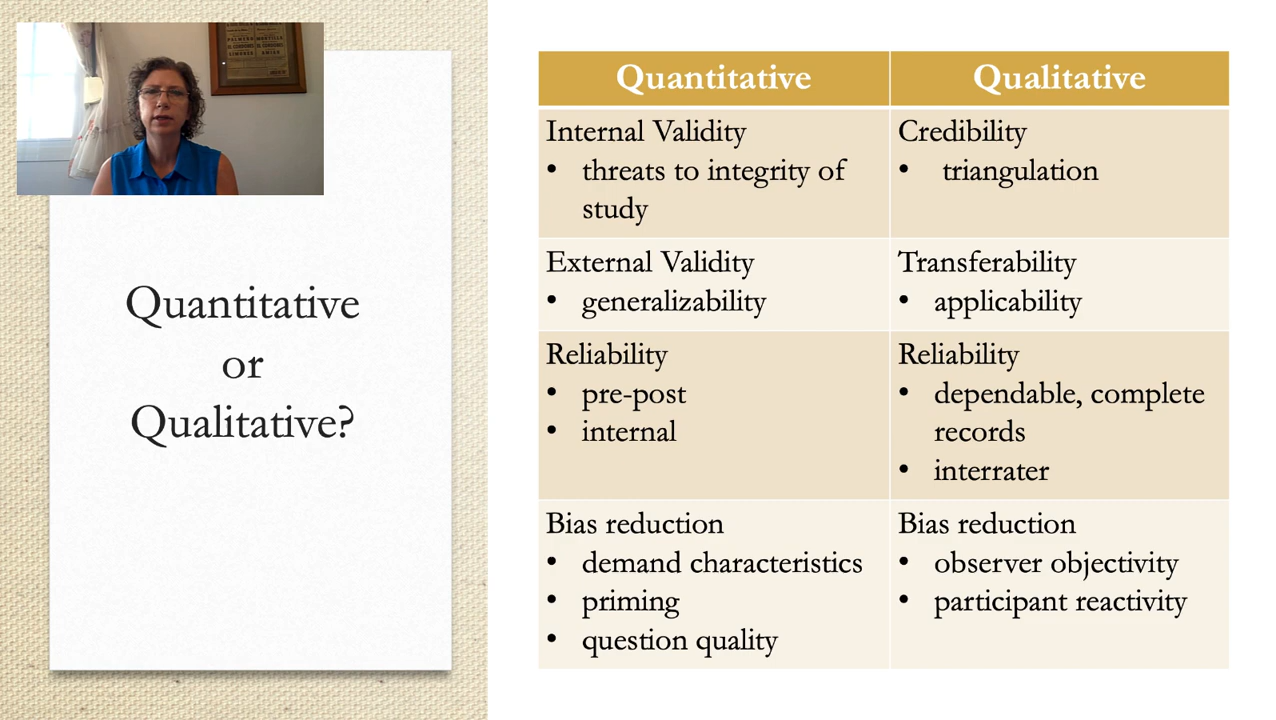 Quantitative
or
Qualitative?
Quantitative
Qualitative
Internal Validity
• threats to integrity of
study
Credibility
• triangulation
External Validity
• generalizability
Transferability
• applicability
Reliability
• pre-post
• internal
Reliability
• dependable, complete
records
• interrater
Bias reduction
• demand characteristics
• priming
• question quality
Bias reduction
• observer objectivity
• participant reactivity